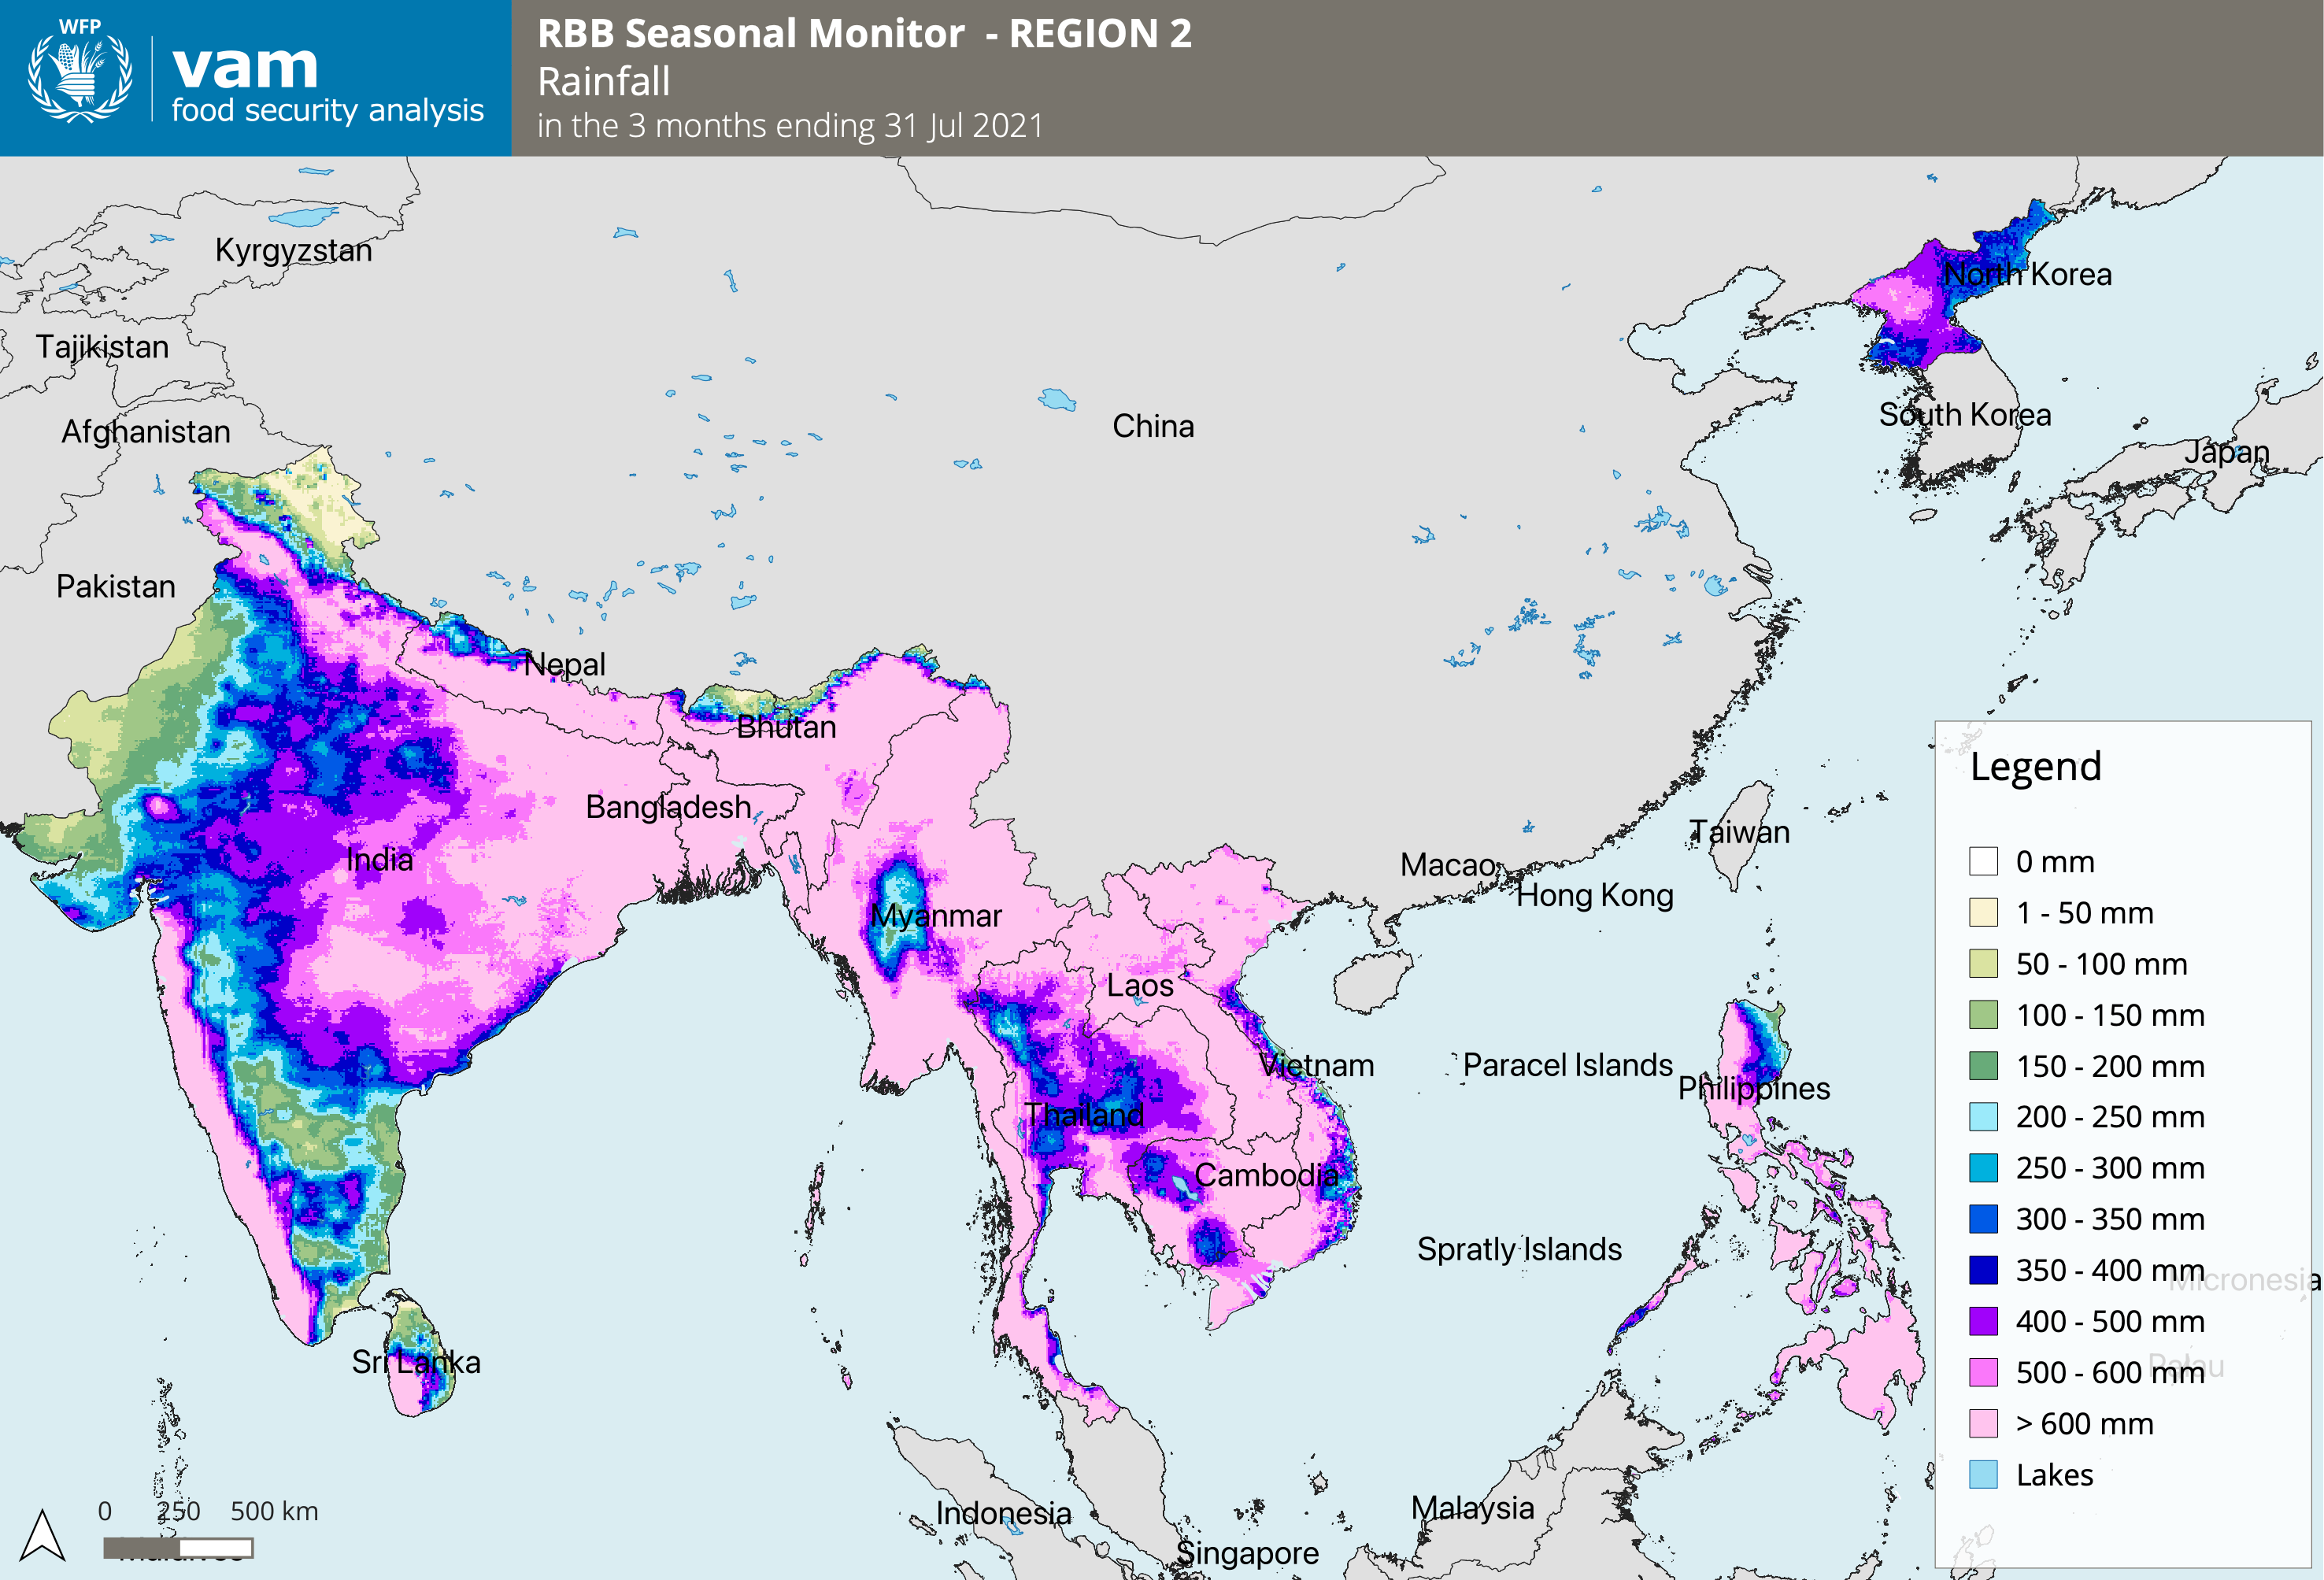 WFP
vam
food security analysis
RBB Seasonal Monitor - REGION 2
Rainfall
in the 3 months ending 31 Jul 2021
Kyrgyzstan
North Korea
Tajikistan
Afghanistan
China
South Korea
Japan
Pakistan
Nepal
Bhutan
Bangladesh
India
Taiwan
Macao
Hong Kong
Myanmar
Laos
Vietnam
Paracel Islands
Philippines
Thailand
Cambodia
Spratly Islands
Sri Lanka
Micronesia
Palau
Indonesia
Malaysia
Singapore
Maldives
Legend
0 mm
1 - 50 mm
50 - 100 mm
100 - 150 mm
150 - 200 mm
200 - 250 mm
250 - 300 mm
300 - 350 mm
350 - 400 mm
400 - 500 mm
500 - 600 mm
> 600 mm
Lakes
0 250 500 km